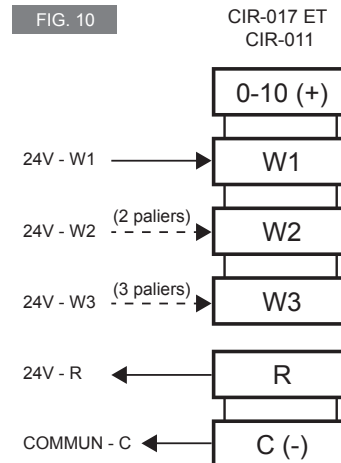 FIG. 10
CIR-017 ET
CIR-011
0-10 (+)
24V - W1
W1
24V - W2
(2 paliers)
W2
24V - W3
(3 paliers)
W3
24V - R
R
COMMUN - C
C (-)